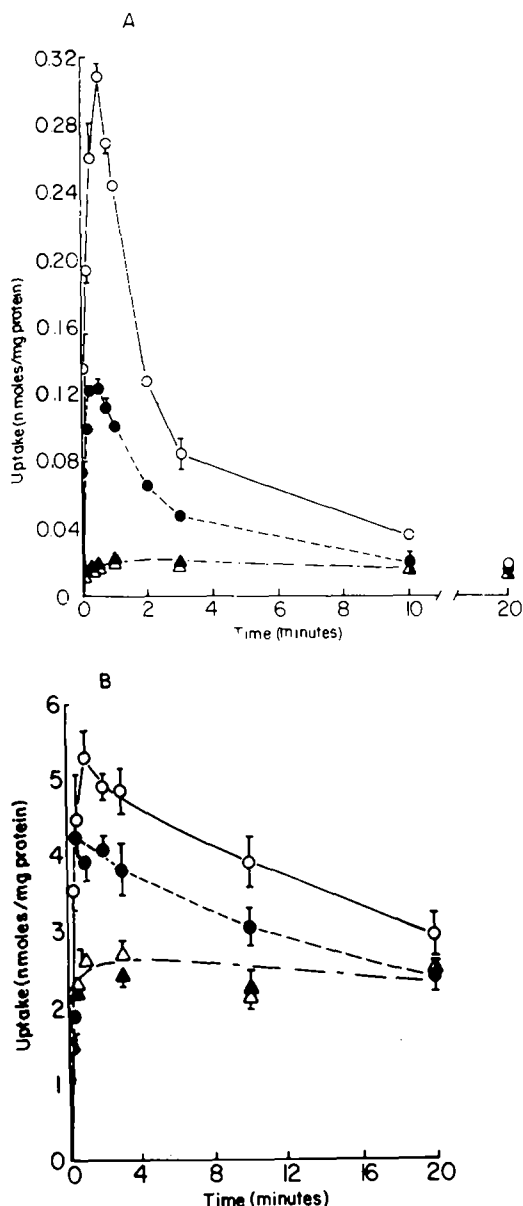 A
0.32
0.28
0.24
0.20
0.16
0.12
0.08
0.04
0
Uptake (nmoles/mg protein)
0 2 4 6 8 10 20
Time (minutes)
B
6
5
4
3
2
1
0
Uptake (nmoles/mg protein)
0 4 8 12 16 20
Time (minutes)